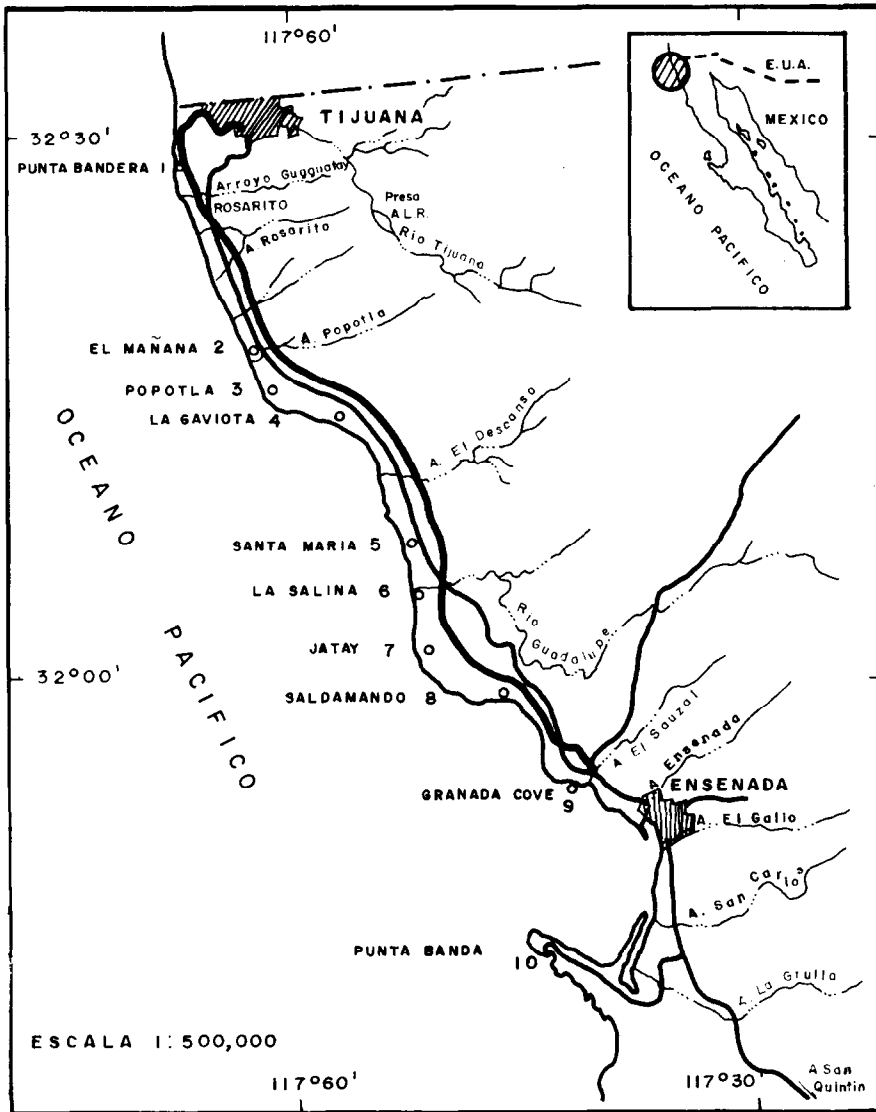 117°60'
E.U.A.
MEXICO
OCEANO PACIFICO
TIJUANA
32°30'
PUNTA BANDERA 1
Arroyo Gugguatay
ROSARITO
A Rosarito
Presa
A.L.R.
Río Tijuana
A. Popotla
EL MAÑANA 2
POPOTLA 3
LA GAVIOTA 4
OCEANO PACIFICO
A. El Descanso
SANTA MARIA 5
LA SALINA 6
Río Guadalupe
JATAY 7
32°00'
SALDAMANDO 8
A El Sauzal
A. Ensenada
GRANADA COVE 9
ENSENADA
A. El Gallo
A. San Carlos
PUNTA BANDA 10
A. La Grulla
ESCALA 1:500,000
117°60'
117°30'
A San
Quintin